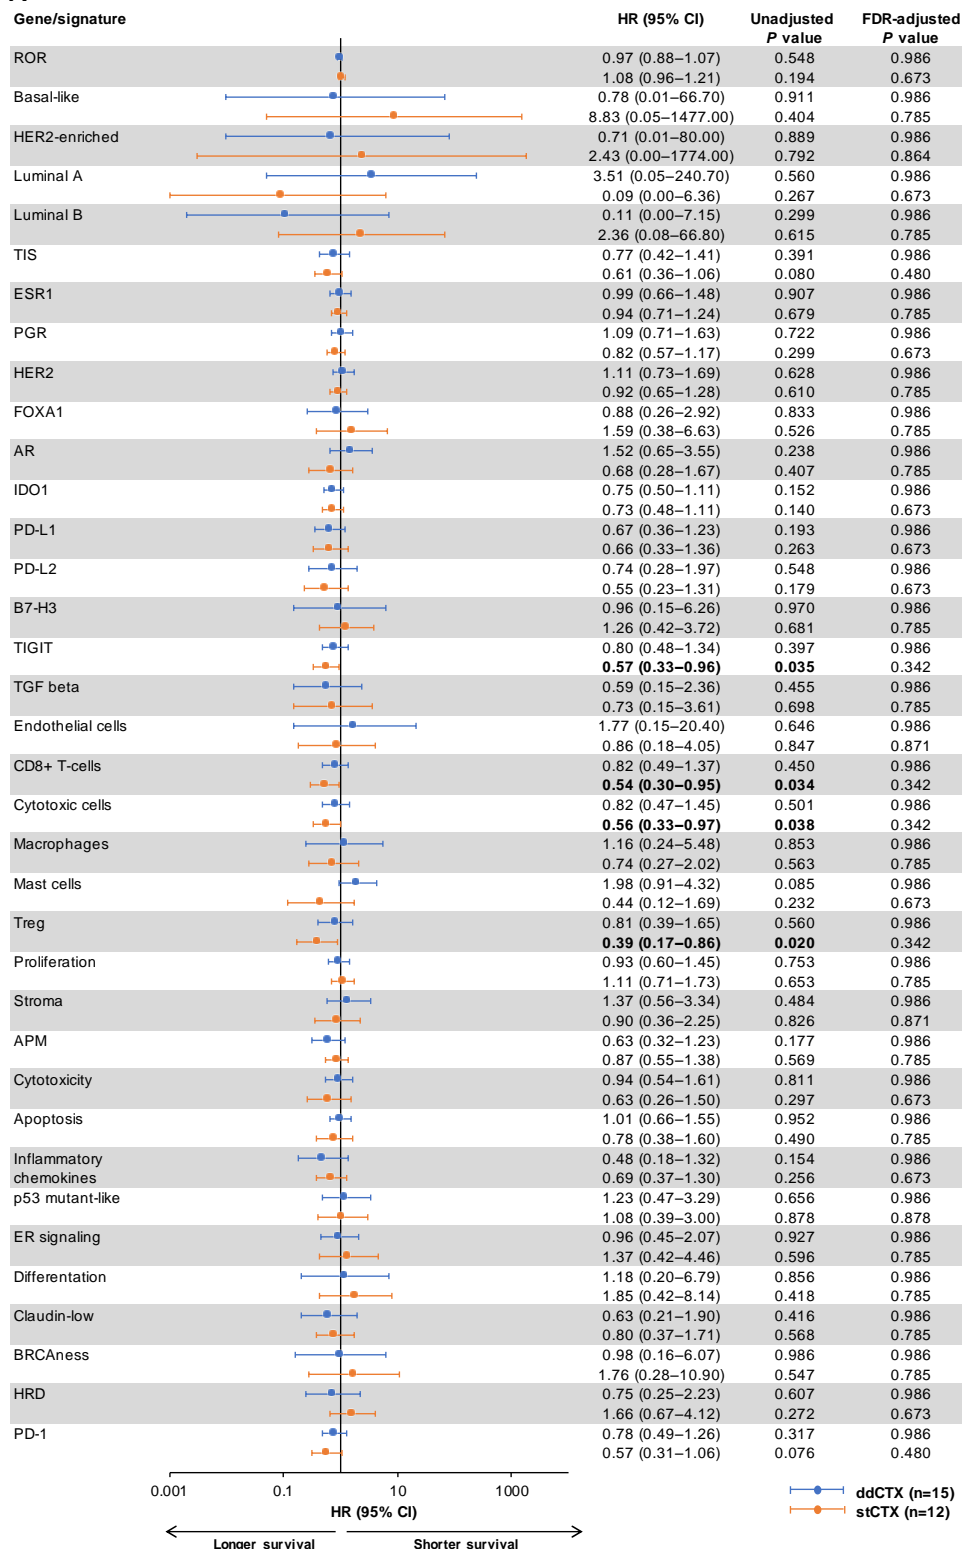 Gene/signature HR (95% CI) Unadjusted FDR-adjusted
P value P value
ROR 0.97 (0.88–1.07) 0.548 0.986
1.08 (0.96–1.21) 0.194 0.673
Basal-like 0.78 (0.01–66.70) 0.911 0.986
8.83 (0.05–1477.00) 0.404 0.785
HER2-enriched 0.71 (0.01–80.00) 0.889 0.986
2.43 (0.00–1774.00) 0.792 0.864
Luminal A 3.51 (0.05–240.70) 0.560 0.986
0.09 (0.00–6.36) 0.267 0.673
Luminal B 0.11 (0.00–7.15) 0.299 0.986
2.36 (0.08–66.80) 0.615 0.785
TIS 0.77 (0.42–1.41) 0.391 0.986
0.61 (0.36–1.06) 0.080 0.480
ESR1 0.99 (0.66–1.48) 0.907 0.986
0.94 (0.71–1.24) 0.679 0.785
PGR 1.09 (0.71–1.63) 0.722 0.986
0.82 (0.57–1.17) 0.299 0.673
HER2 1.11 (0.73–1.69) 0.628 0.986
0.92 (0.65–1.28) 0.610 0.785
FOXA1 0.88 (0.26–2.92) 0.833 0.986
1.59 (0.38–6.63) 0.526 0.785
AR 1.52 (0.65–3.55) 0.238 0.986
0.68 (0.28–1.67) 0.407 0.785
IDO1 0.75 (0.50–1.11) 0.152 0.986
0.73 (0.48–1.11) 0.140 0.673
PD-L1 0.67 (0.36–1.23) 0.193 0.986
0.66 (0.33–1.36) 0.263 0.673
PD-L2 0.74 (0.28–1.97) 0.548 0.986
0.55 (0.23–1.31) 0.179 0.673
B7-H3 0.96 (0.15–6.26) 0.970 0.986
1.26 (0.42–3.72) 0.681 0.785
TIGIT 0.80 (0.48–1.34) 0.397 0.986
0.57 (0.33–0.96) 0.035 0.342
TGF beta 0.59 (0.15–2.36) 0.455 0.986
0.73 (0.15–3.61) 0.698 0.785
Endothelial cells 1.77 (0.15–20.40) 0.646 0.986
0.86 (0.18–4.05) 0.847 0.871
CD8+ T-cells 0.82 (0.49–1.37) 0.450 0.986
0.54 (0.30–0.95) 0.034 0.342
Cytotoxic cells 0.82 (0.47–1.45) 0.501 0.986
0.56 (0.33–0.97) 0.038 0.342
Macrophages 1.16 (0.24–5.48) 0.853 0.986
0.74 (0.27–2.02) 0.563 0.785
Mast cells 1.98 (0.91–4.32) 0.085 0.986
0.44 (0.12–1.69) 0.232 0.673
Treg 0.81 (0.39–1.65) 0.560 0.986
0.39 (0.17–0.86) 0.020 0.342
Proliferation 0.93 (0.60–1.45) 0.753 0.986
1.11 (0.71–1.73) 0.653 0.785
Stroma 1.37 (0.56–3.34) 0.484 0.986
0.90 (0.36–2.25) 0.826 0.871
APM 0.63 (0.32–1.23) 0.177 0.986
0.87 (0.55–1.38) 0.569 0.785
Cytotoxicity 0.94 (0.54–1.61) 0.811 0.986
0.63 (0.26–1.50) 0.297 0.673
Apoptosis 1.01 (0.66–1.55) 0.952 0.986
0.78 (0.38–1.60) 0.490 0.785
Inflammatory 0.48 (0.18–1.32) 0.154 0.986
chemokines 0.69 (0.37–1.30) 0.256 0.673
p53 mutant-like 1.23 (0.47–3.29) 0.656 0.986
1.08 (0.39–3.00) 0.878 0.878
ER signaling 0.96 (0.45–2.07) 0.927 0.986
1.37 (0.42–4.46) 0.596 0.785
Differentation 1.18 (0.20–6.79) 0.856 0.986
1.85 (0.42–8.14) 0.418 0.785
Claudin-low 0.63 (0.21–1.90) 0.416 0.986
0.80 (0.37–1.71) 0.568 0.785
BRCAness 0.98 (0.16–6.07) 0.986 0.986
1.76 (0.28–10.90) 0.547 0.785
HRD 0.75 (0.25–2.23) 0.607 0.986
1.66 (0.67–4.12) 0.272 0.673
PD-1 0.78 (0.49–1.26) 0.317 0.986
0.57 (0.31–1.06) 0.076 0.480
0.001 0.1 10 1000
HR (95% CI)
ddCTX (n=15)
stCTX (n=12)
Longer survival Shorter survival